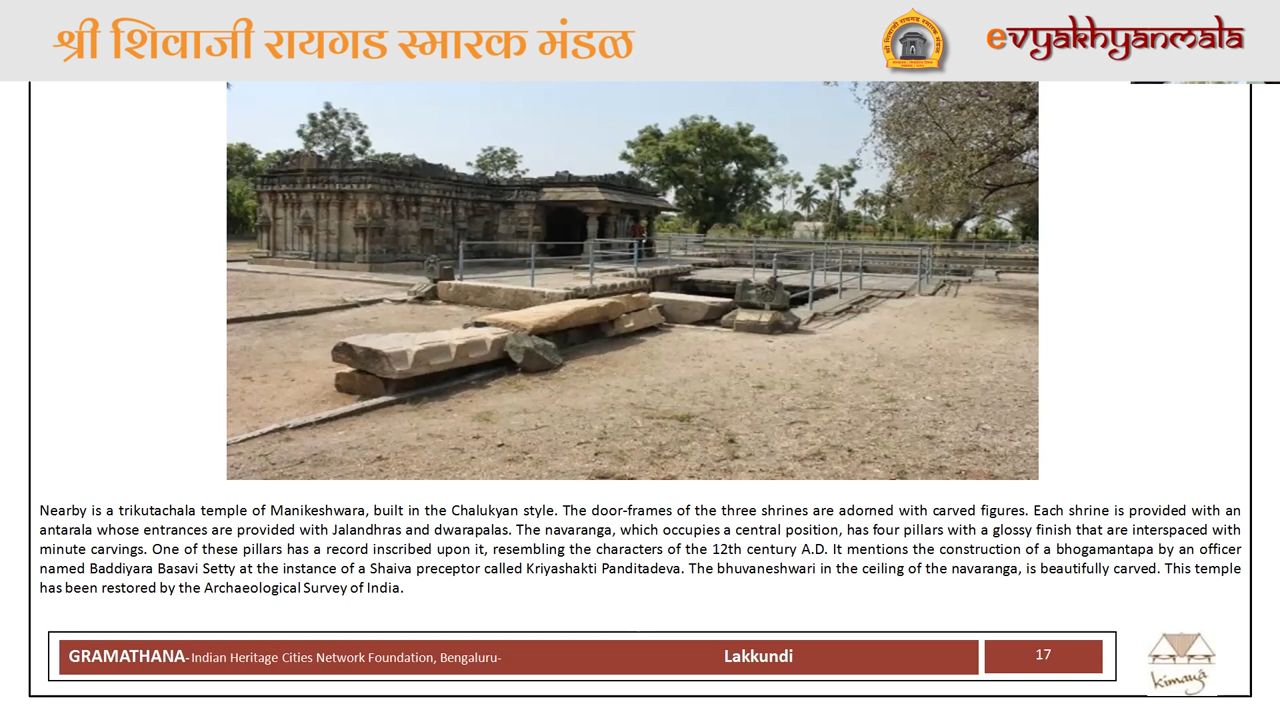 श्री शिवाजी रायगड स्मारक मंडळ
evyakhyanmala
Nearby is a trikutachala temple of Manikeshwara, built in the Chalukyan style. The door-frames of the three shrines are adorned with carved figures. Each shrine is provided with an
antarala whose entrances are provided with Jalandhras and dwarapalas. The navaranga, which occupies a central position, has four pillars with a glossy finish that are interspaced with
minute carvings. One of these pillars has a record inscribed upon it, resembling the characters of the 12th century A.D. It mentions the construction of a bhogamantapa by an officer
named Baddiyara Basavi Setty at the instance of a Shaiva preceptor called Kriyashakti Panditadeva. The bhuvaneshwari in the ceiling of the navaranga, is beautifully carved. This temple
has been restored by the Archaeological Survey of India.
GRAMATHANA-Indian Heritage Cities Network Foundation, Bengaluru- Lakkundi 17
kimaya